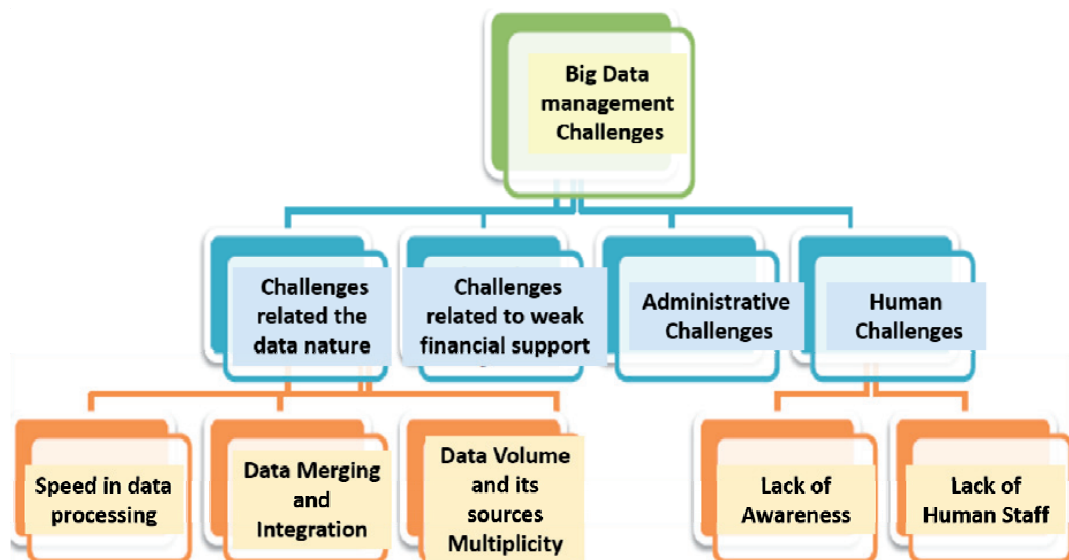 Big Data
management
Challenges
Challenges
related the
data nature
Challenges
related to weak
financial support
Administrative
Challenges
Human
Challenges
Speed in data
processing
Data Merging
and
Integration
Data Volume
and its
sources
Multiplicity
Lack of
Awareness
Lack of
Human Staff